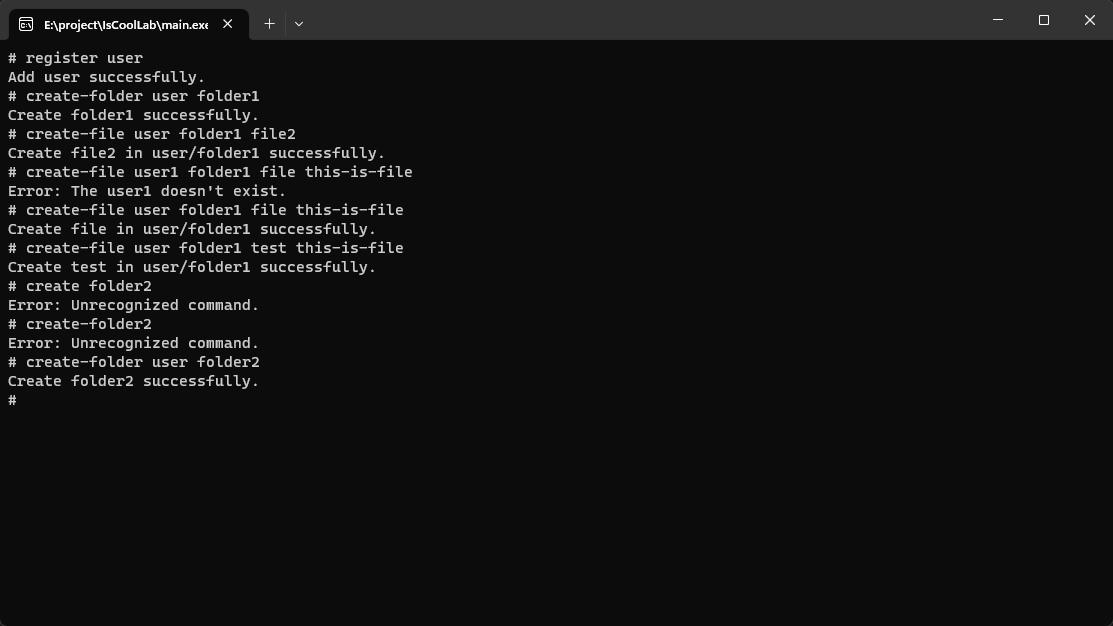 E:\project\IsCoolLab\main.exe
# register user
Add user successfully.
# create-folder user folder1
Create folder1 successfully.
# create-file user folder1 file2
Create file2 in user/folder1 successfully.
# create-file user1 folder1 file this-is-file
Error: The user1 doesn't exist.
# create-file user folder1 file this-is-file
Create file in user/folder1 successfully.
# create-file user folder1 test this-is-file
Create test in user/folder1 successfully.
# create folder2
Error: Unrecognized command.
# create-folder2
Error: Unrecognized command.
# create-folder user folder2
Create folder2 successfully.
#